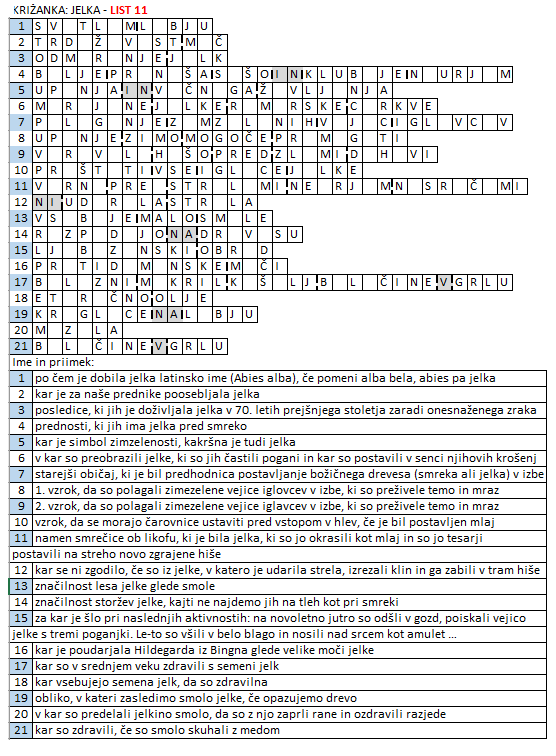 KRIŽANKA: JELKA - LIST 11
1 S V T L M L B J U
2 T R D Ž V S T M Č
3 O D M R N J E J L K
4 B L J E P R N Š A S Š O I N K L U B J E N U R J M
5 U P N J A I N V Č N G A Ž V L J N J A
6 M R J N E J L K E R M R S K E C R K V E
7 P L G N J E Z M Z L N I H V J C I G L V C V
8 U P N J E Z I M O M O G O Č E P R M G T I
9 V R V L H Š O P R E D Z L M I D H V I
10 P R Š T T I V S E I G L C E J L K E
11 V R N P R E S T R L M I N E R J M N S R Č M I
12 N I U D R L A S T R L A
13 V S B J E M A L O S M L E
14 R Z P D J O N A D R V S U
15 L J B Z N S K I O B R D
16 P R T I D M N S K E M Č I
17 B L Z N I M K R I L K Š L J B L Č I N E V G R L U
18 E T R Č N O O L J E
19 K R G L C E N A L B J U
20 M Z L A
21 B L Č I N E V G R L U
Ime in priimek:
1 po čem je dobila jelka latinsko ime (Abies alba), če pomeni alba bela, abies pa jelka
2 kar je za naše prednike poosebljala jelka
3 posledice, ki jih je doživljala jelka v 70. letih prejšnjega stoletja zaradi onesnaženega zraka
4 prednosti, ki jih ima jelka pred smreko
5 kar je simbol zimzelenosti, kakršna je tudi jelka
6 v kar so preobrazili jelke, ki so jih častili pogani in kar so postavili v senci njihovih krošenj
7 starejši običaj, ki je bil predhodnica postavljanje božičnega drevesa (smreka ali jelka) v izbe
8 1. vzrok, da so polagali zimezelene vejice iglovcev v izbe, ki so preživele temo in mraz
9 2. vzrok, da so polagali zimezelene vejice iglavcev v izbe, ki so preživele temo in mraz
10 vzrok, da se morajo čarovnice ustaviti pred vstopom v hlev, če je bil postavljen mlaj
11 namen smrečice ob likofu, ki je bila jelka, ki so jo okrasili kot mlaj in so jo tesarji
postavili na streho novo zgrajene hiše
12 kar se ni zgodilo, če so iz jelke, v katero je udarila strela, izrezali klin in ga zabili v tram hiše
13 značilnost lesa jelke glede smole
14 značilnost storžev jelke, kajti ne najdemo jih na tleh kot pri smreki
15 za kar je šlo pri naslednjih aktivnostih: na novoletno jutro so odšli v gozd, poiskali vejico
jelke s tremi poganjki. Le-to so všili v belo blago in nosili nad srcem kot amulet ...
16 kar je poudarjala Hildegarda iz Bingna glede velike moči jelke
17 kar so v srednjem veku zdravili s semeni jelk
18 kar vsebujejo semena jelk, da so zdravilna
19 obliko, v kateri zasledimo smolo jelke, če opazujemo drevo
20 v kar so predelali jelkino smolo, da so z njo zaprli rane in ozdravili razjede
21 kar so zdravili, če so smolo skuhali z medom